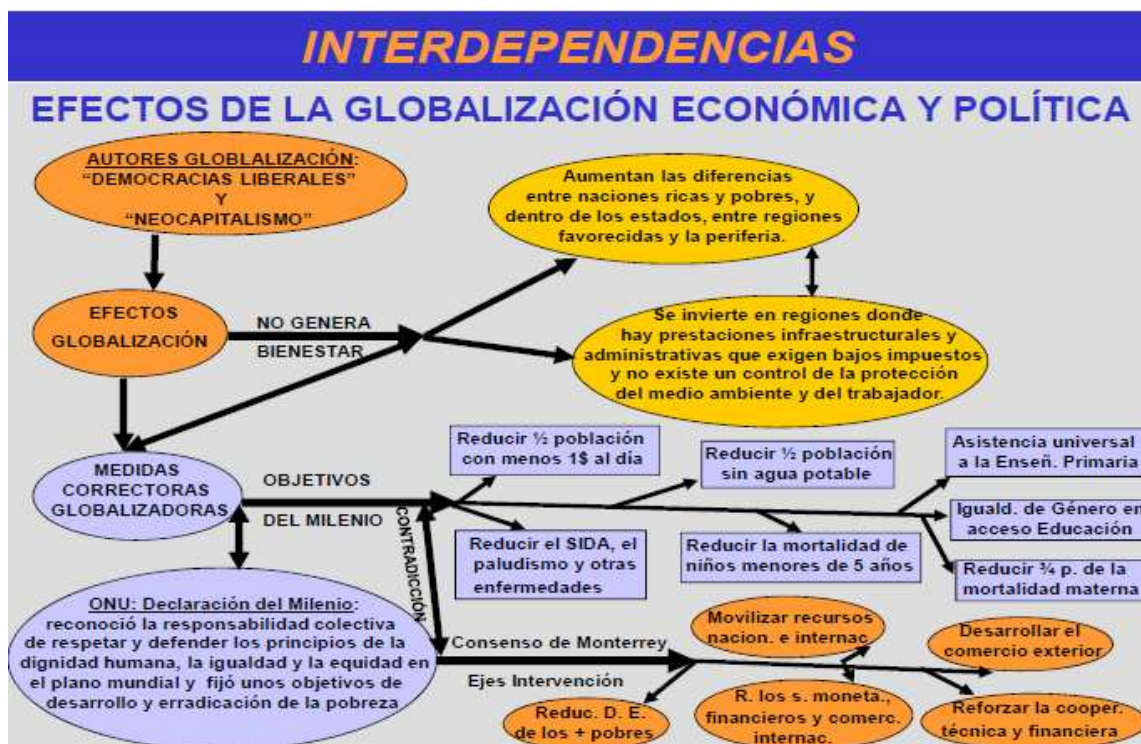 INTERDEPENDENCIAS
EFECTOS DE LA GLOBALIZACIÓN ECONÓMICA Y POLÍTICA
AUTORES GLOBLALIZACIÓN:
“DEMOCRACIAS LIBERALES”
Y
“NEOCAPITALISMO”
Aumentan las diferencias
entre naciones ricas y pobres, y
dentro de los estados, entre regiones
favorecidas y la periferia.
EFECTOS
GLOBALIZACIÓN
NO GENERA
BIENESTAR
Se invierte en regiones donde
hay prestaciones infraestructurales y
administrativas que exigen bajos impuestos
y no existe un control de la protección
del medio ambiente y del trabajador.
MEDIDAS
CORRECTORAS
GLOBALIZADORAS
OBJETIVOS
DEL MILENIO
CONTRADICCIÓN
Reducir ½ población
con menos 1$ al día
Reducir ½ población
sin agua potable
Asistencia universal
a la Enseñ. Primaria
Reducir el SIDA, el
paludismo y otras
enfermedades
Reducir la mortalidad de
niños menores de 5 años
Iguald. de Género en
acceso Educación
Reducir ¾ p. de la
mortalidad materna
ONU: Declaración del Milenio:
reconoció la responsabilidad colectiva
de respetar y defender los principios de la
dignidad humana, la igualdad y la equidad en
el plano mundial y fijó unos objetivos de
desarrollo y erradicación de la pobreza
Consenso de Monterrey
Ejes Intervención
Movilizar recursos
nacion. e internac
Desarrollar el
comercio exterior
Reduc. D. E.
de los + pobres
R. los s. moneta.,
financieros y comerc.
internac.
Reforzar la cooper.
técnica y financiera